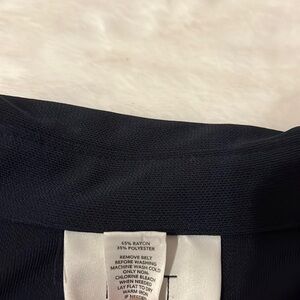 65% RAYON
35% POLYESTER
REMOVE BELT
BEFORE WASHING
MACHINE WASH COLD
ONLY NON-
CHLORINE BLEACH
WHEN NEEDED
LAY FLAT TO DRY
WARM IRON
IF NEEDED